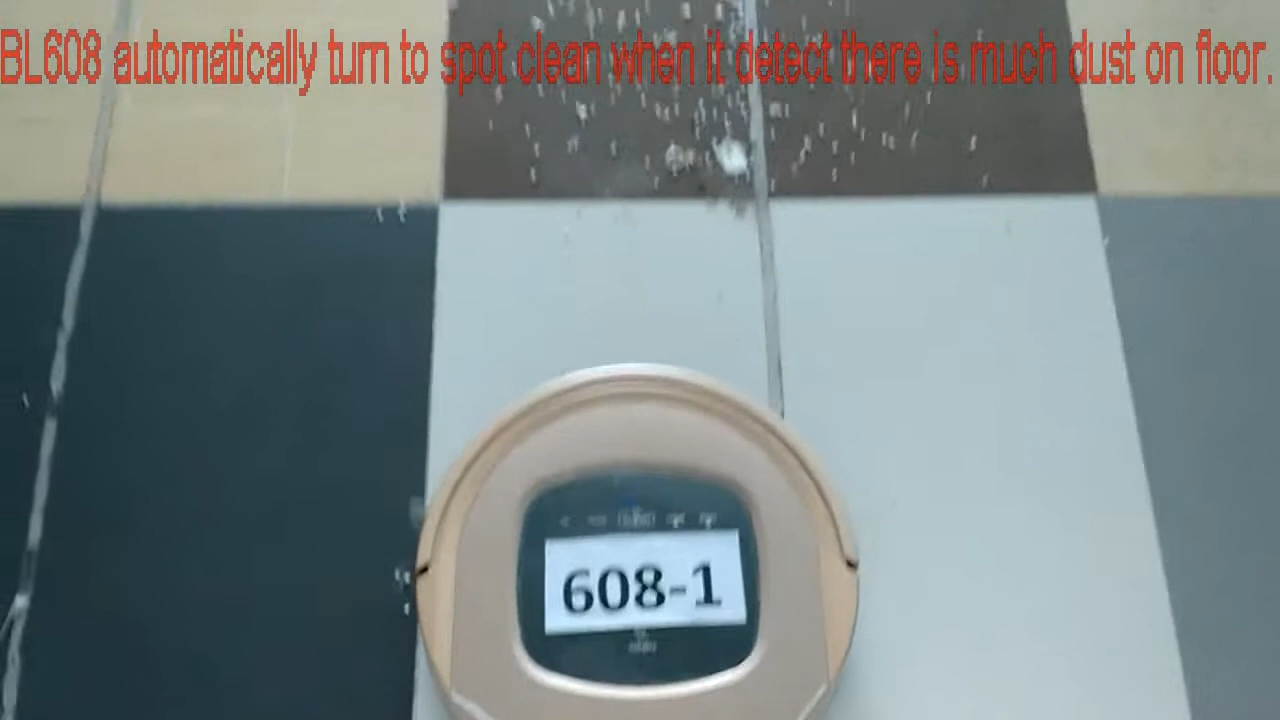 BL608 automatically turn to spot clean when it detect there is much dust on floor.
608-1